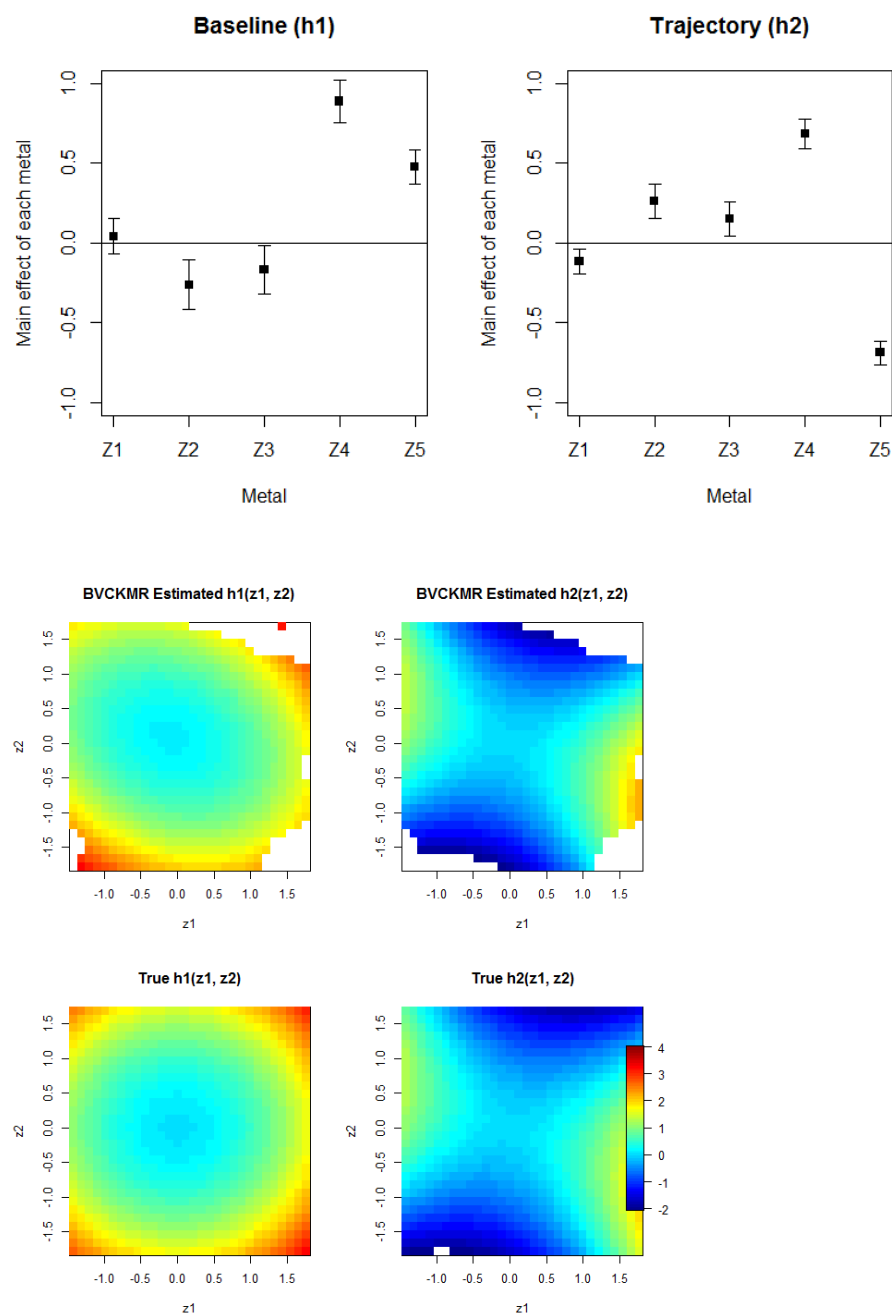 Baseline (h1)
Main effect of each metal
1.0
0.5
0.0
-0.5
-1.0
Z1 Z2 Z3 Z4 Z5
Metal
Trajectory (h2)
Main effect of each metal
1.0
0.5
0.0
-0.5
-1.0
Z1 Z2 Z3 Z4 Z5
Metal
BVCKMR Estimated h1(z1, z2)
z2
1.5
1.0
0.5
0.0
-0.5
-1.0
-1.5
-1.0 -0.5 0.0 0.5 1.0 1.5
z1
BVCKMR Estimated h2(z1, z2)
z2
1.5
1.0
0.5
0.0
-0.5
-1.0
-1.5
-1.0 -0.5 0.0 0.5 1.0 1.5
z1
True h1(z1, z2)
z2
1.5
1.0
0.5
0.0
-0.5
-1.0
-1.5
-1.0 -0.5 0.0 0.5 1.0 1.5
z1
True h2(z1, z2)
z2
1.5
1.0
0.5
0.0
-0.5
-1.0
-1.5
-1.0 -0.5 0.0 0.5 1.0 1.5
z1
4
3
2
1
0
-1
-2